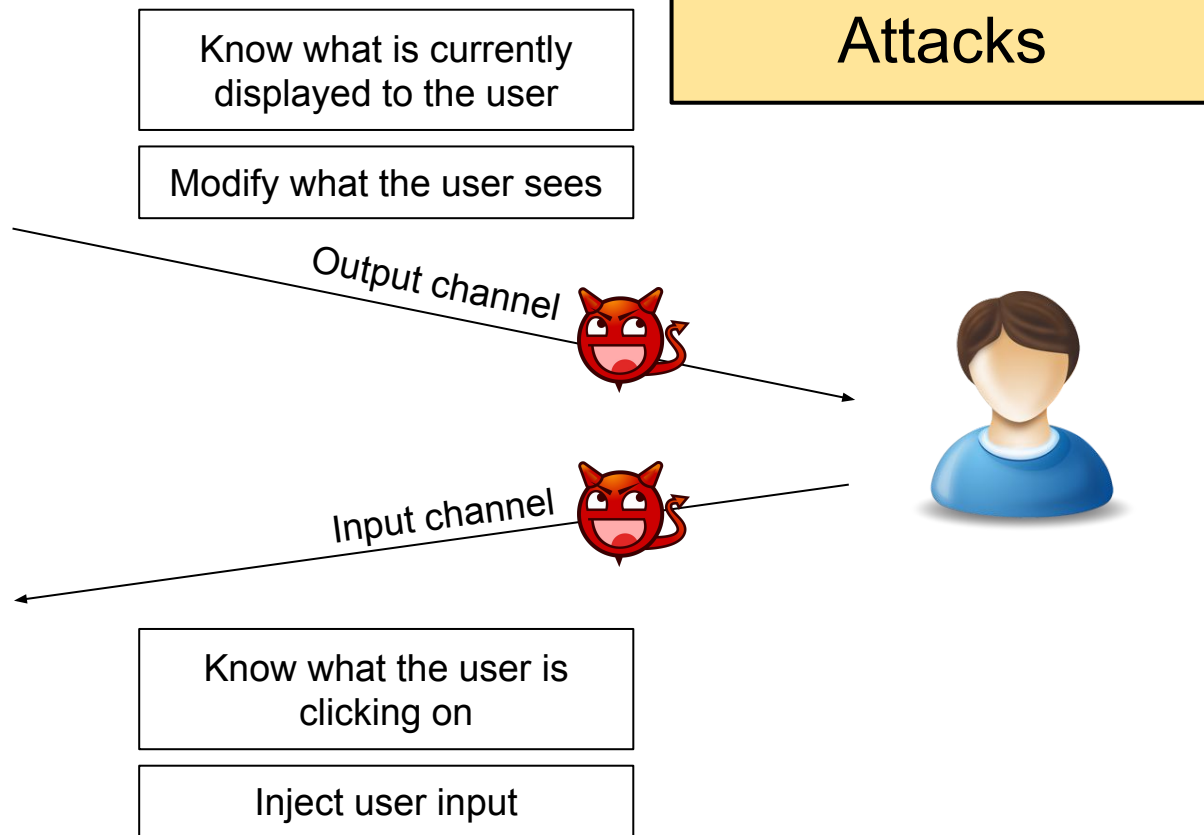 Attacks
Know what is currently
displayed to the user
Modify what the user sees
Output channel
Input channel
Know what the user is
clicking on
Inject user input